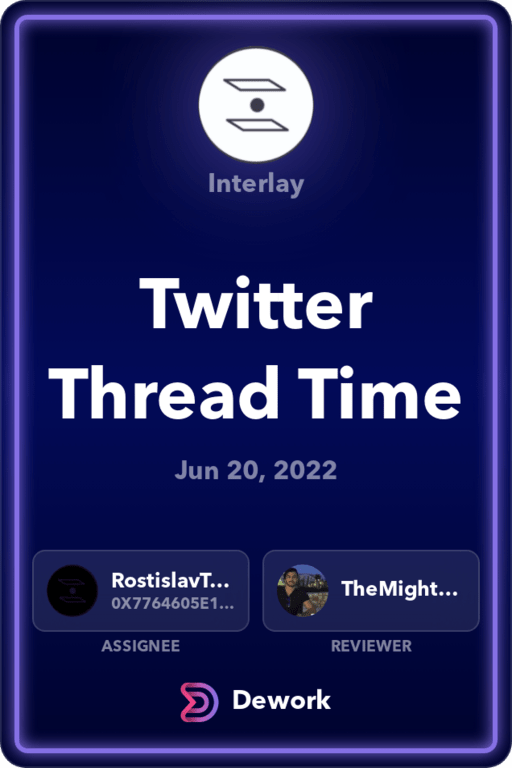 Interlay
Twitter
Thread Time
Jun 20, 2022
RostislavT...
0X7764605E1...
TheMight...
ASSIGNEE
REVIEWER
Dework